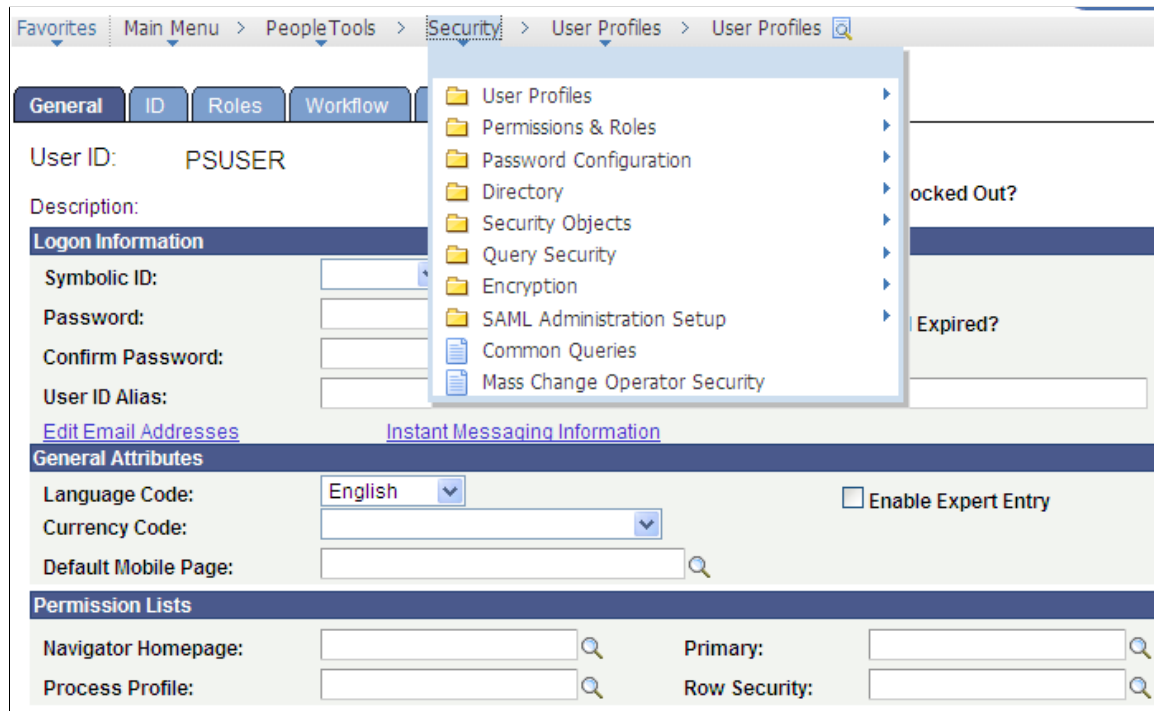 Favorites Main Menu > PeopleTools > Security > User Profiles > User Profiles
General ID Roles Workflow
User ID: PSUSER
Description:
User Profiles
Permissions & Roles
Password Configuration
Directory
Security Objects
Query Security
Encryption
SAML Administration Setup
Common Queries
Mass Change Operator Security
ocked Out?
Logon Information
Symbolic ID:
Password:
Expired?
Confirm Password:
User ID Alias:
Edit Email Addresses Instant Messaging Information
General Attributes
Language Code: English Enable Expert Entry
Currency Code:
Default Mobile Page:
Permission Lists
Navigator Homepage: Primary:
Process Profile: Row Security: